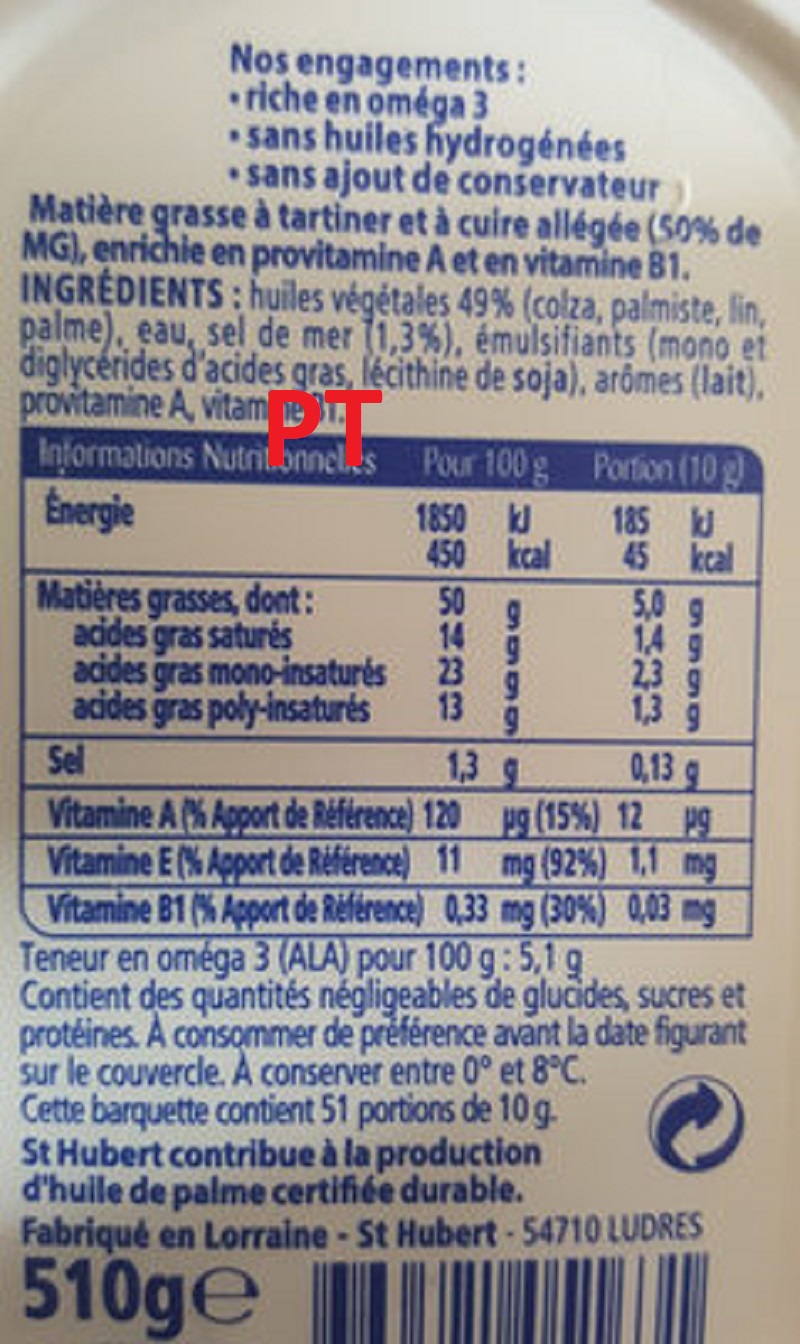 Nos engagements :
• riche en oméga 3
• sans huiles hydrogénées
• sans ajout de conservateur
Matière grasse à tartiner et à cuire allégée (50% de
MG), enrichie en provitamine A et en vitamine B1.
INGRÉDIENTS : huiles végétales 49% (colza, palmiste, lin,
palme), eau, sel de mer (1,3%), émulsifiants (mono et
diglycérides d'acides gras, lécithine de soja), arômes (lait),
provitamine A, vitamine B1.
PT
Informations Nutritionnelles Pour 100 g Portion (10 g)
Énergie 1850 kJ 185 kJ
450 kcal 45 kcal
Matières grasses, dont : 50 g 5,0 g
acides gras saturés 14 g 1,4 g
acides gras mono-insaturés 23 g 2,3 g
acides gras poly-insaturés 13 g 1,3 g
Sel 1,3 g 0,13 g
Vitamine A (% Apport de Référence) 120 µg (15%) 12 µg
Vitamine E (% Apport de Référence) 11 mg (92%) 1,1 mg
Vitamine B1 (% Apport de Référence) 0,33 mg (30%) 0,03 mg
Teneur en oméga 3 (ALA) pour 100 g : 5,1 g
Contient des quantités négligeables de glucides, sucres et
protéines. À consommer de préférence avant la date figurant
sur le couvercle. À conserver entre 0° et 8°C.
Cette barquette contient 51 portions de 10 g.
St Hubert contribue à la production
d'huile de palme certifiée durable.
Fabriqué en Lorraine - St Hubert - 54710 LUDRES
510g e